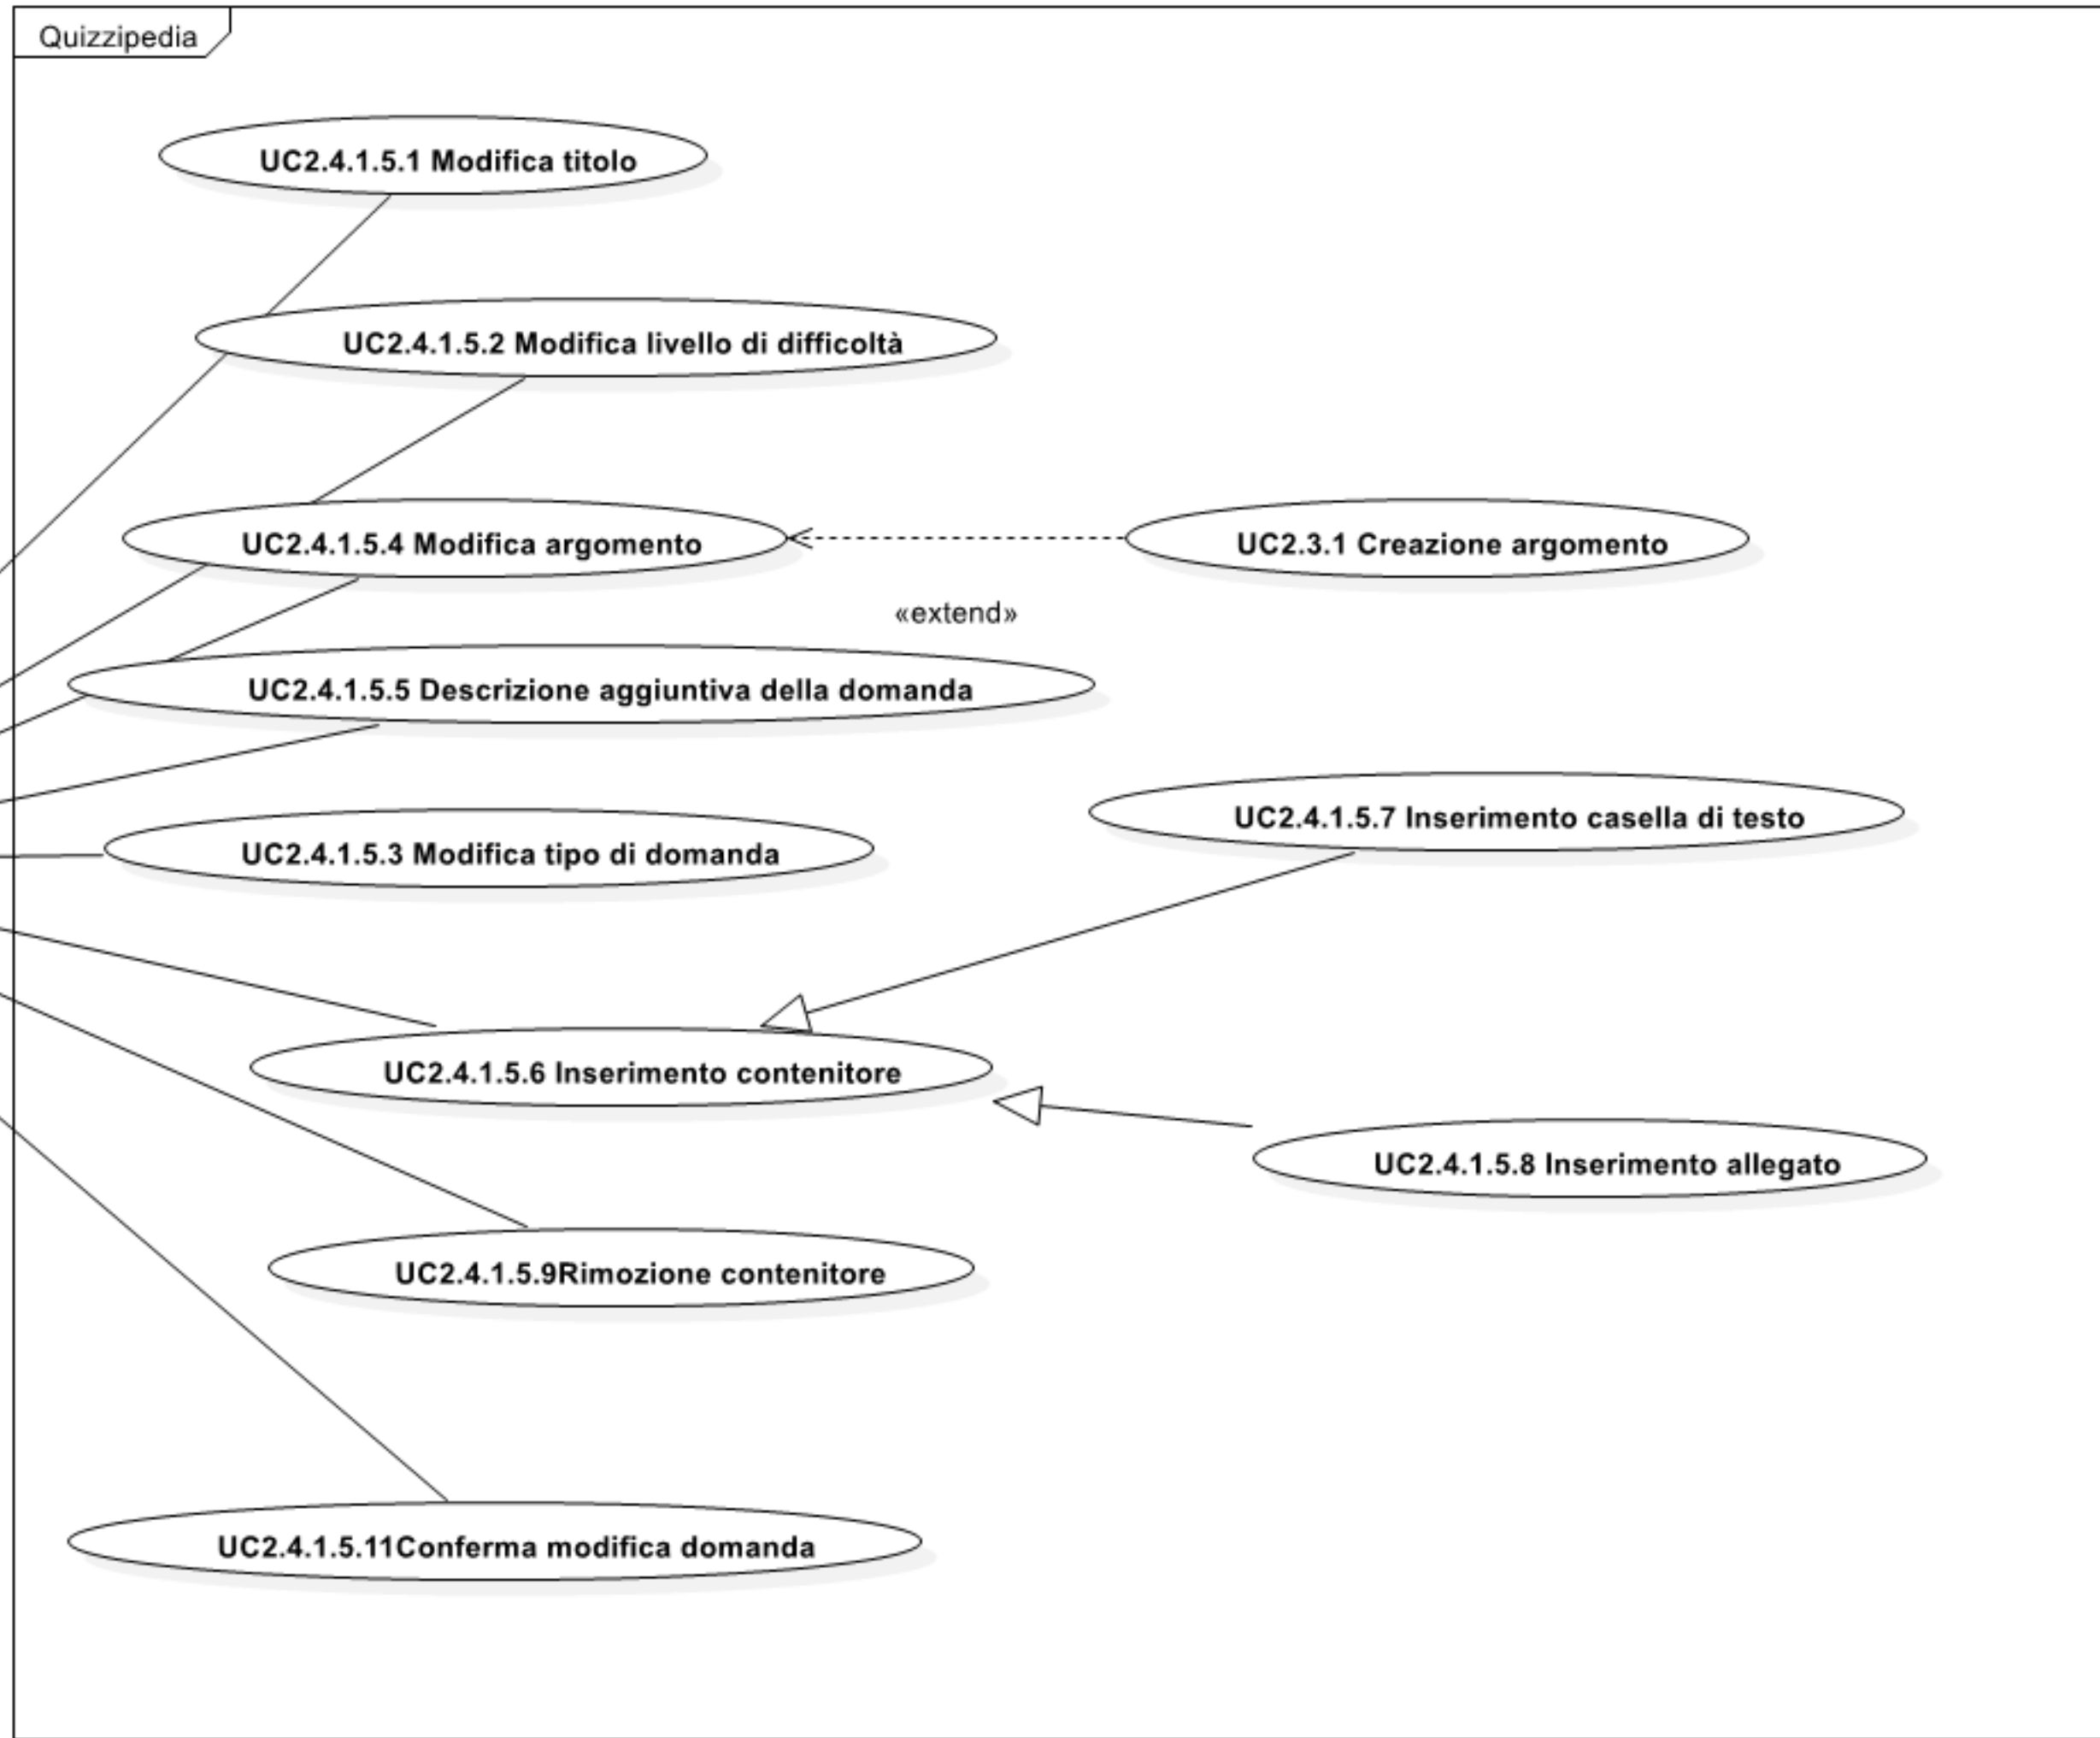 Quizzipedia
UC2.4.1.5.1 Modifica titolo
UC2.4.1.5.2 Modifica livello di difficoltà
UC2.4.1.5.4 Modifica argomento
UC2.3.1 Creazione argomento
«extend»
UC2.4.1.5.5 Descrizione aggiuntiva della domanda
UC2.4.1.5.7 Inserimento casella di testo
UC2.4.1.5.3 Modifica tipo di domanda
UC2.4.1.5.6 Inserimento contenitore
UC2.4.1.5.8 Inserimento allegato
UC2.4.1.5.9Rimozione contenitore
UC2.4.1.5.11Conferma modifica domanda